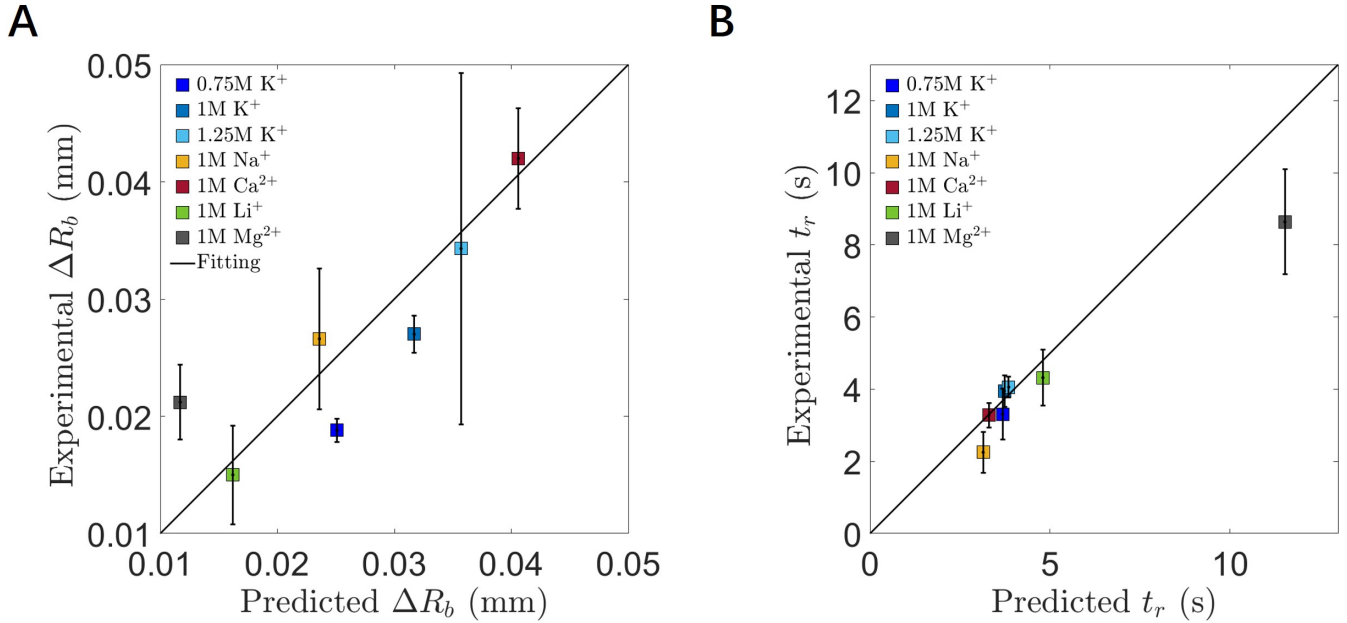 A
0.05
0.04
0.03
0.02
0.01
0.01 0.02 0.03 0.04 0.05
Experimental ΔR_b (mm)
Predicted ΔR_b (mm)
0.75M K⁺
1M K⁺
1.25M K⁺
1M Na⁺
1M Ca²⁺
1M Li⁺
1M Mg²⁺
Fitting
B
12
10
8
6
4
2
0
0 5 10
Experimental t_r (s)
Predicted t_r (s)
0.75M K⁺
1M K⁺
1.25M K⁺
1M Na⁺
1M Ca²⁺
1M Li⁺
1M Mg²⁺